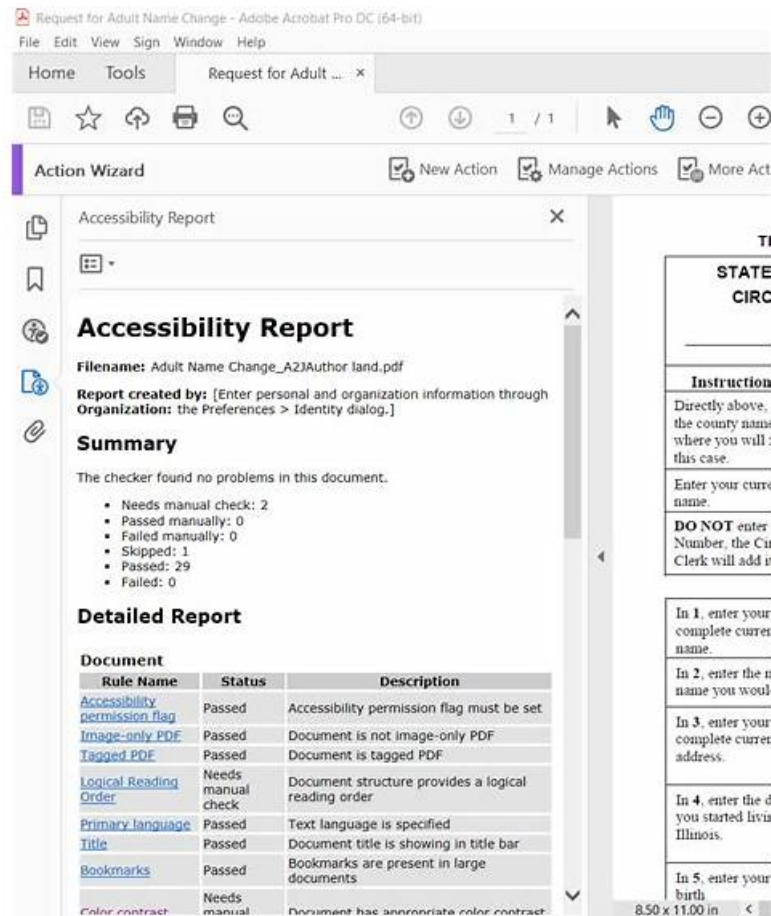 Request for Adult Name Change - Adobe Acrobat Pro DC (64-bit)
File Edit View Sign Window Help
Home Tools Request for Adult ... ×
1 / 1
Action Wizard New Action Manage Actions More Act
Accessibility Report
Accessibility Report
Filename: Adult Name Change_A2JAuthor land.pdf
Report created by: [Enter personal and organization information through
Organization: the Preferences > Identity dialog.]
Summary
The checker found no problems in this document.
Needs manual check: 2
Passed manually: 0
Failed manually: 0
Skipped: 1
Passed: 29
Failed: 0
Detailed Report
Document
Rule Name Status Description
Accessibility permission flag Passed Accessibility permission flag must be set
Image-only PDF Passed Document is not image-only PDF
Tagged PDF Passed Document is tagged PDF
Logical Reading Order Needs manual check Document structure provides a logical reading order
Primary language Passed Text language is specified
Title Passed Document title is showing in title bar
Bookmarks Passed Bookmarks are present in large documents
Color contrast Needs manual Document has appropriate color contrast
STATE
CIRC
Instruction
Directly above,
the county name
where you will
this case.
Enter your curre
name.
DO NOT enter
Number, the Cir
Clerk will add it
In 1, enter your
complete curren
name.
In 2, enter the n
name you woul
In 3, enter your
complete curren
address.
In 4, enter the d
you started livin
Illinois.
In 5, enter your
birth
8.50 x 11.00 in